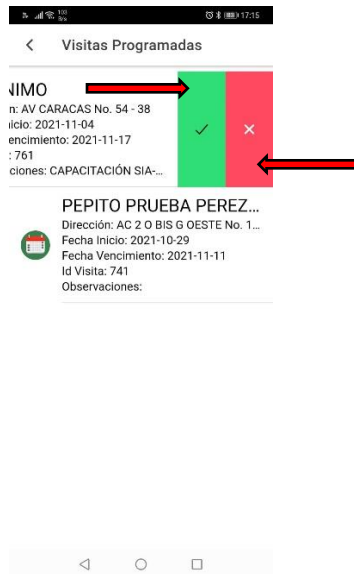 103
B/s
17:15
Visitas Programadas
NIMO
n: AV CARACAS No. 54 - 38
icio: 2021-11-04
encimiento: 2021-11-17
: 761
ciones: CAPACITACIÓN SIA-...
PEPITO PRUEBA PEREZ...
Dirección: AC 2 O BIS G OESTE No. 1...
Fecha Inicio: 2021-10-29
Fecha Vencimiento: 2021-11-11
Id Visita: 741
Observaciones: